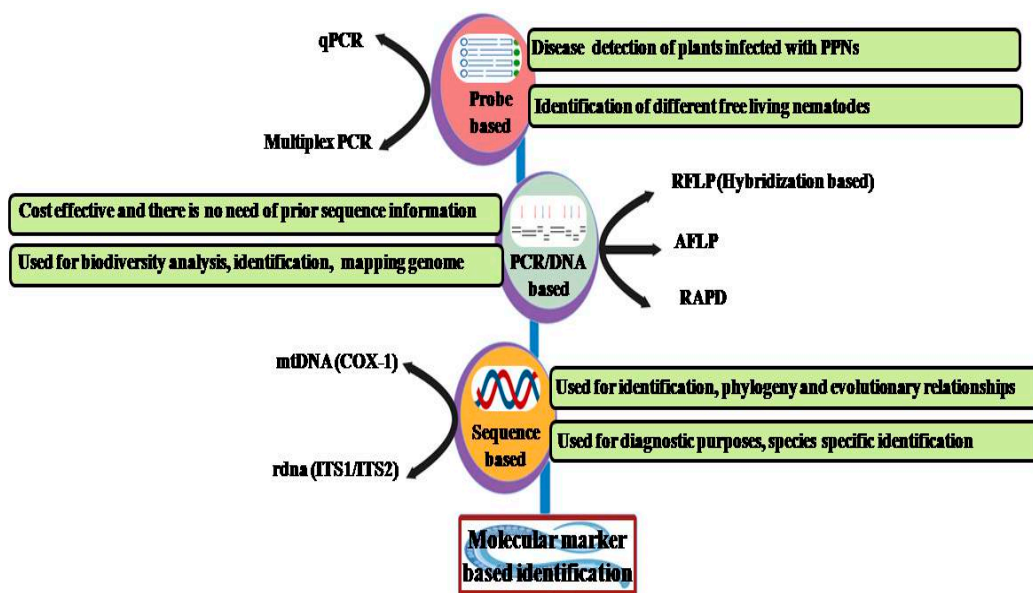 qPCR
Multiplex PCR
Probe
based
Disease detection of plants infected with PPNs
Identification of different free living nematodes
Cost effective and there is no need of prior sequence information
Used for biodiversity analysis, identification, mapping genome
PCR/DNA
based
RFLP (Hybridization based)
AFLP
RAPD
mtDNA (COX-1)
rdna (ITS1/ITS2)
Sequence
based
Used for identification, phylogeny and evolutionary relationships
Used for diagnostic purposes, species specific identification
Molecular marker
based identification